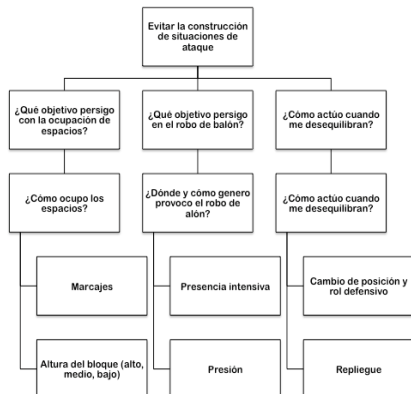 Evitar la construcción
de situaciones de
ataque
¿Qué objetivo persigo
con la ocupación de
espacios?
¿Qué objetivo persigo
en el robo de balón?
¿Cómo actúo cuando
me desequilibran?
¿Cómo ocupo los
espacios?
¿Dónde y cómo genero
provoco el robo de
alón?
¿Cómo actúo cuando
me desequilibran?
Marcajes
Presencia intensiva
Cambio de posición y
rol defensivo
Altura del bloque (alto,
medio, bajo)
Presión
Repliegue